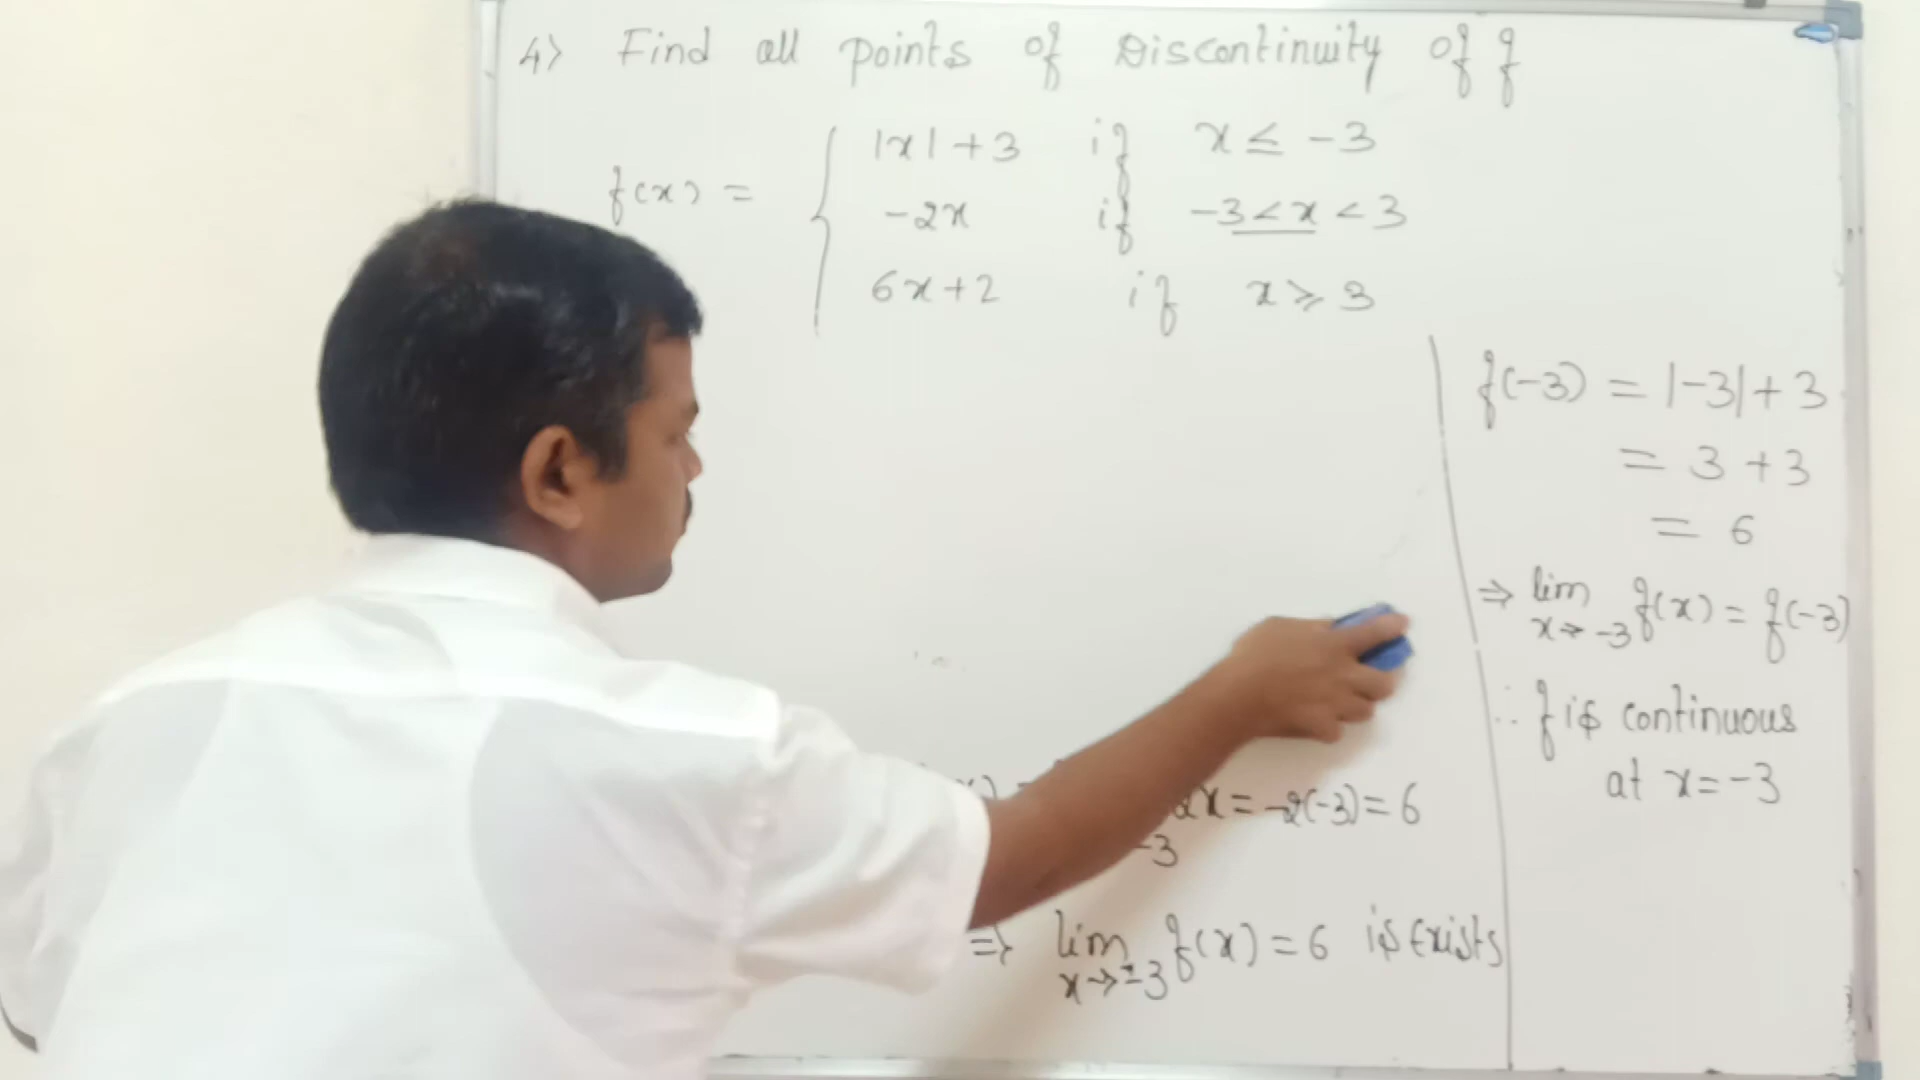 4) Find all points of Discontinuity of f
f(x) = { |x| + 3 if x ≤ -3
-2x if -3 < x < 3
6x+2 if x ≥ 3
f(-3) = |-3| + 3
= 3 + 3
= 6
⇒ lim x→-3 f(x) = f(-3)
∴ f is continuous
at x = -3
x) = 2x = -2(-3) = 6
-3
⇒ lim x→-3 f(x) = 6 is Exists